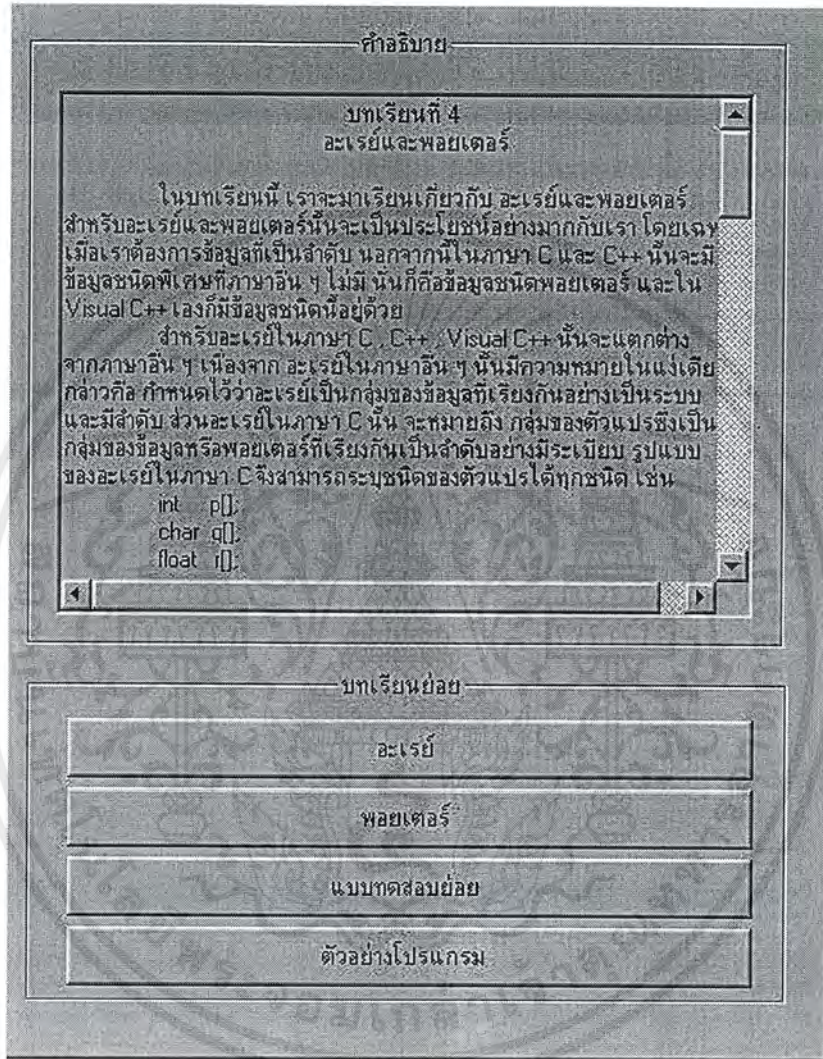 คำอธิบาย
บทเรียนที่ 4
อะเรย์และพอยเตอร์
ในบทเรียนนี้ เราจะมาเรียนเกี่ยวกับ อะเรย์และพอยเตอร์
สำหรับอะเรย์และพอยเตอร์นั้นจะเป็นประโยชน์อย่างมากกับเรา โดยเฉพ
เมื่อเราต้องการข้อมูลที่เป็นลำดับ นอกจากนี้ในภาษา C และ C++ นั้นจะมี
ข้อมูลชนิดพิเศษที่ภาษาอื่น ๆ ไม่มี นั่นก็คือข้อมูลชนิดพอยเตอร์ และใน
Visual C++ เองก็มีข้อมูลชนิดนี้อยู่ด้วย
สำหรับอะเรย์ในภาษา C , C++ , Visual C++ นั้นจะแตกต่าง
จากภาษาอื่น ๆ เนื่องจาก อะเรย์ในภาษาอื่น ๆ นั้นมีความหมายในแง่เดีย
กล่าวคือ กำหนดไว้ว่าอะเรย์เป็นกลุ่มของข้อมูลที่เรียงกันอย่างเป็นระบบ
และมีลำดับ ส่วนอะเรย์ในภาษา C นั้น จะหมายถึง กลุ่มของตัวแปรซึ่งเป็น
กลุ่มของข้อมูลหรือพอยเตอร์ที่เรียงกันเป็นลำดับอย่างมีระเบียบ รูปแบบ
ของอะเรย์ในภาษา C จึงสามารถระบุชนิดของตัวแปรได้ทุกชนิด เช่น
int p[];
char q[];
float r[];
บทเรียนย่อย
อะเรย์
พอยเตอร์
แบบทดสอบย่อย
ตัวอย่างโปรแกรม